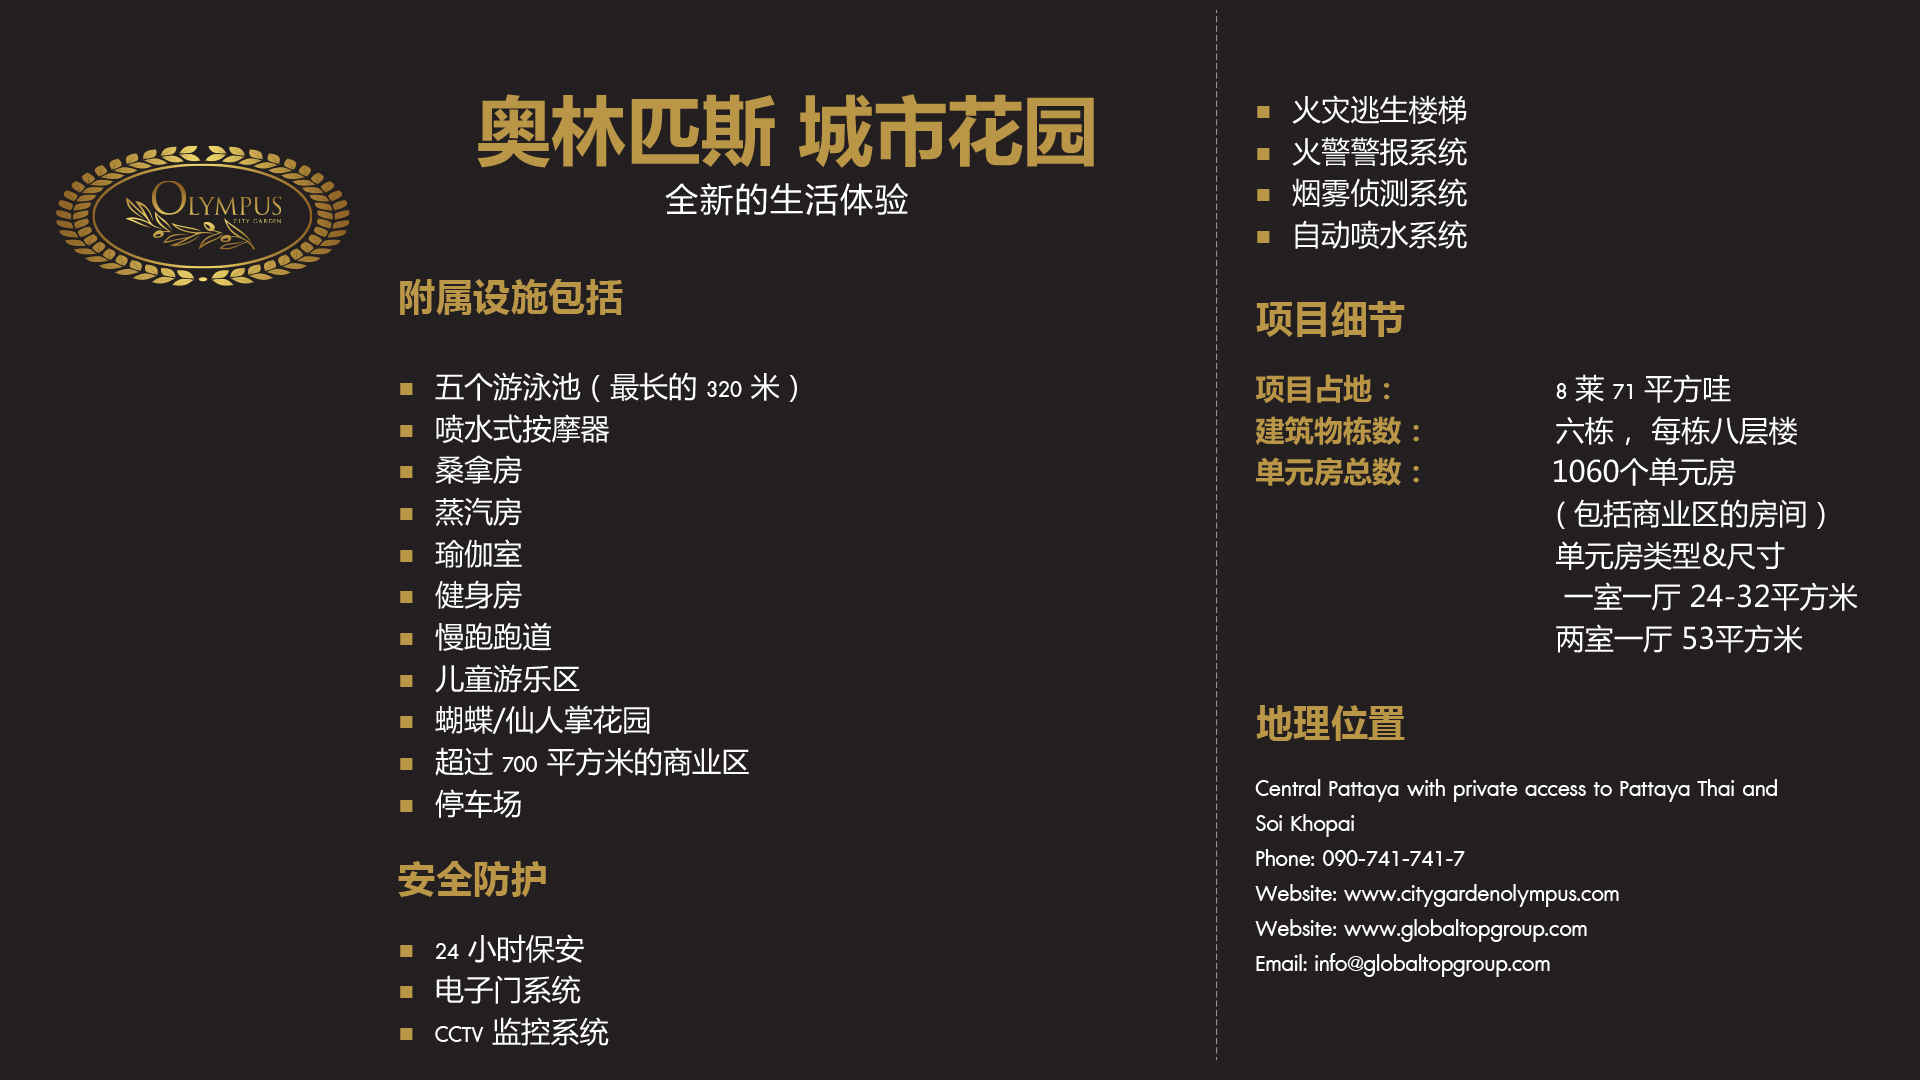 OLYMPUS
CITY GARDEN
奥林匹斯 城市花园
全新的生活体验
附属设施包括
五个游泳池（最长的 320 米）
喷水式按摩器
桑拿房
蒸汽房
瑜伽室
健身房
慢跑跑道
儿童游乐区
蝴蝶/仙人掌花园
超过 700 平方米的商业区
停车场
安全防护
24 小时保安
电子门系统
CCTV 监控系统
火灾逃生楼梯
火警警报系统
烟雾侦测系统
自动喷水系统
项目细节
项目占地： 8 莱 71 平方哇
建筑物栋数： 六栋， 每栋八层楼
单元房总数： 1060个单元房
（包括商业区的房间）
单元房类型&尺寸
一室一厅 24-32平方米
两室一厅 53平方米
地理位置
Central Pattaya with private access to Pattaya Thai and
Soi Khopai
Phone: 090-741-741-7
Website: www.citygardenolympus.com
Website: www.globaltopgroup.com
Email: info@globaltopgroup.com